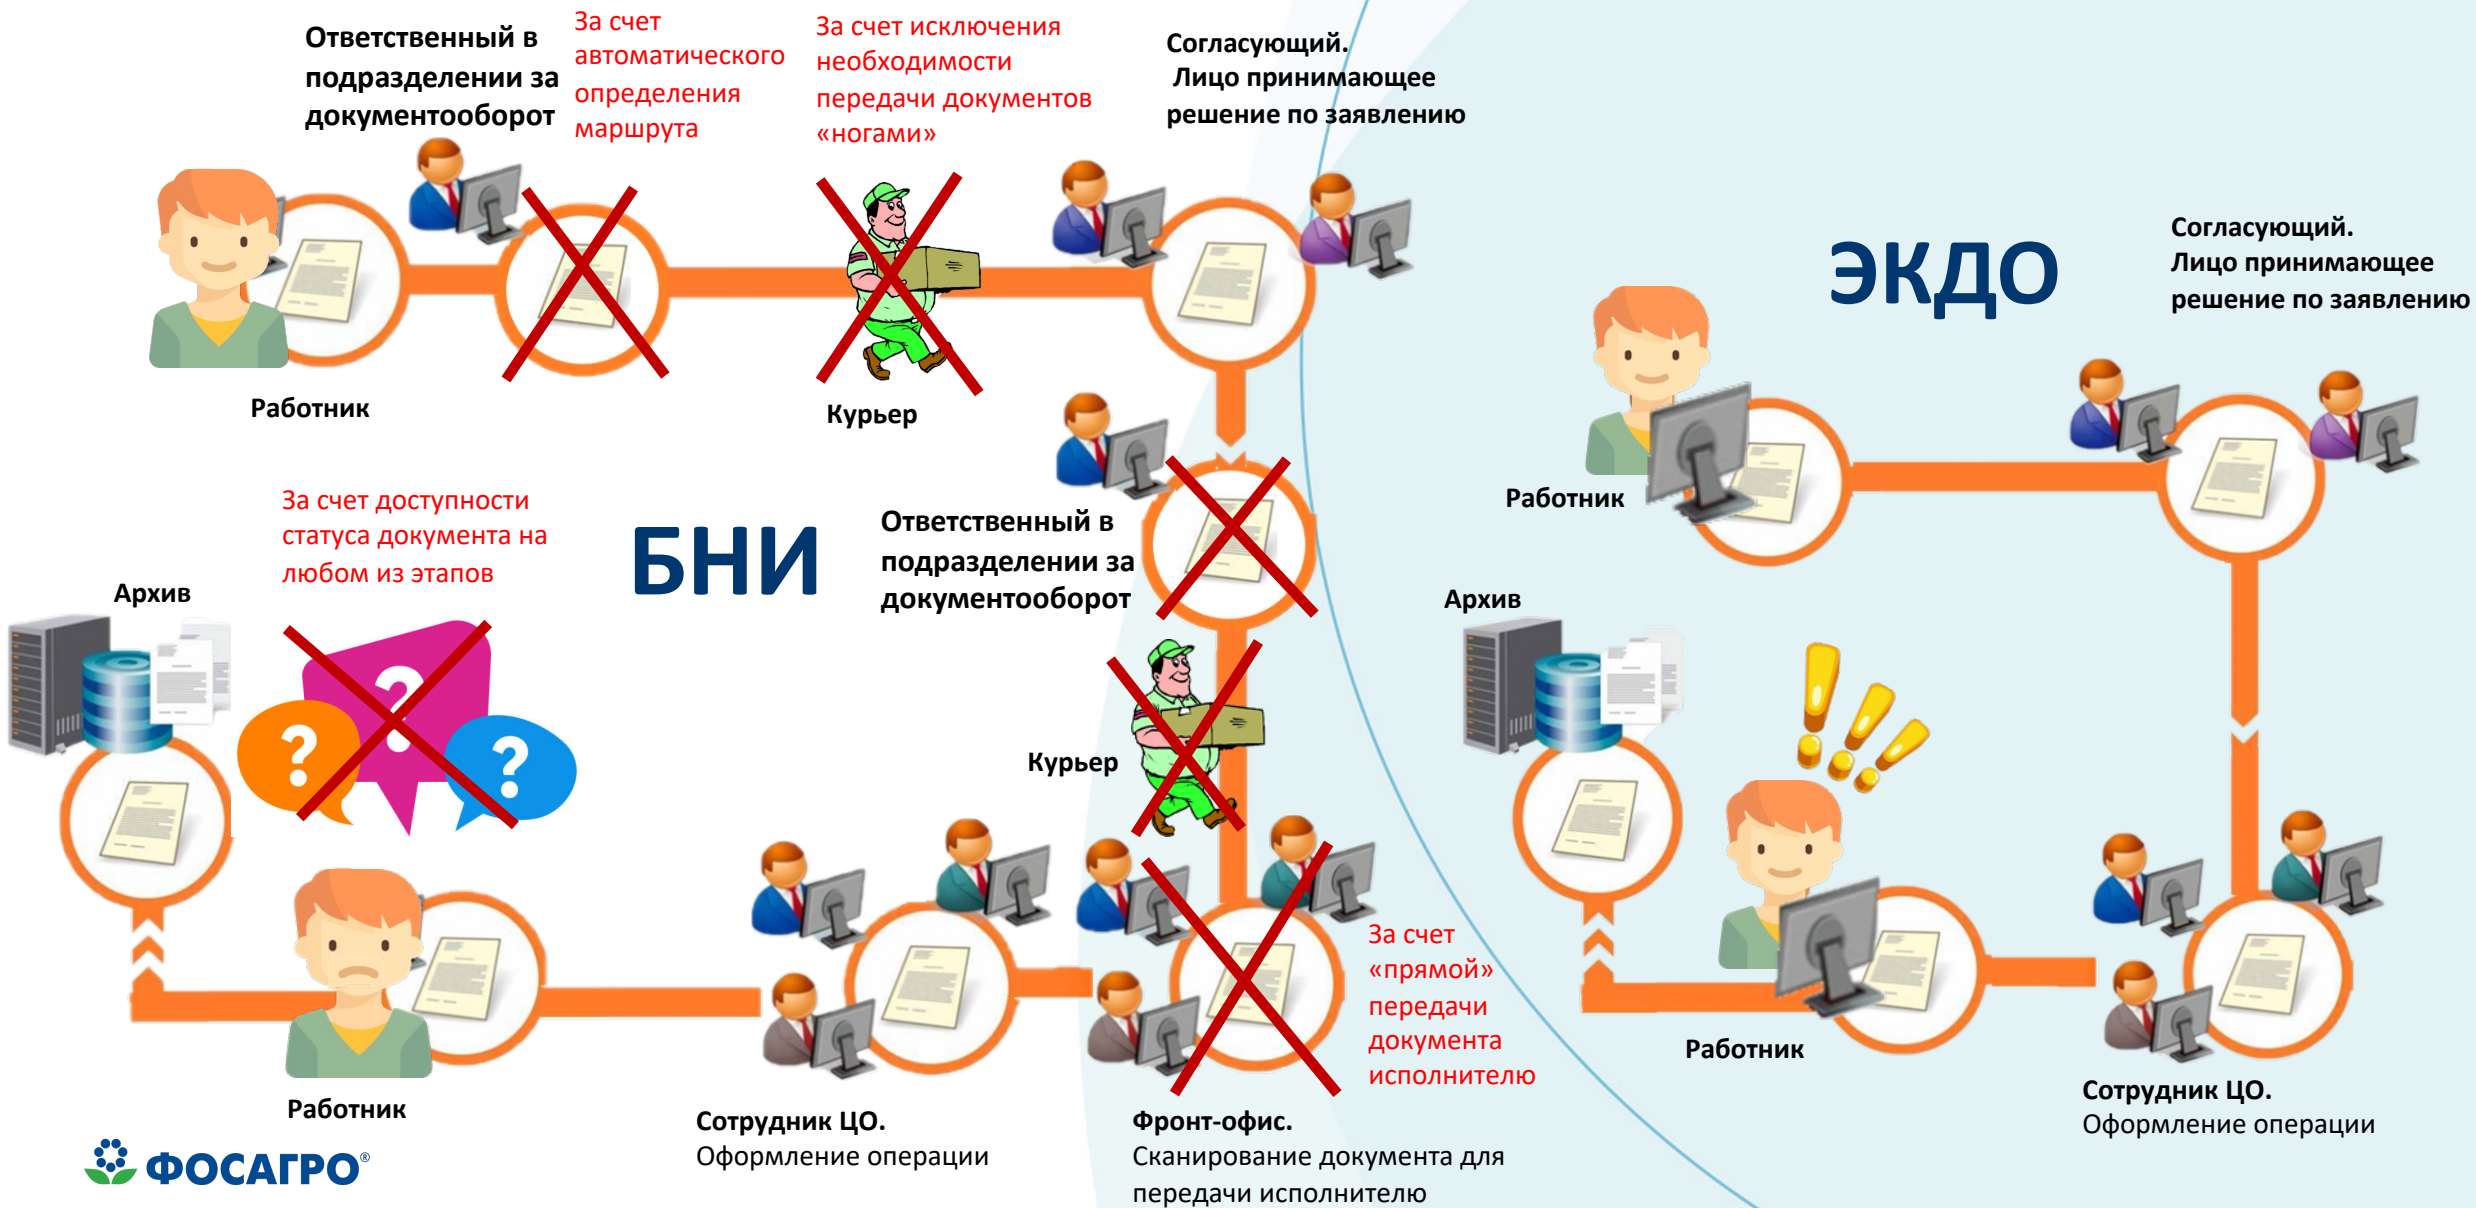 Ответственный в
подразделении за
документооборот
За счет
автоматического
определения
маршрута
За счет исключения
необходимости
передачи документов
«ногами»
Согласующий.
Лицо принимающее
решение по заявлению
Работник
Курьер
За счет доступности
статуса документа на
любом из этапов
БНИ
Ответственный в
подразделении за
документооборот
Архив
?
?
?
Курьер
За счет
«прямой»
передачи
документа
исполнителю
Работник
Сотрудник ЦО.
Оформление операции
Фронт-офис.
Сканирование документа для
передачи исполнителю
ФОСАГРО®
ЭКДО
Согласующий.
Лицо принимающее
решение по заявлению
Работник
Архив
Работник
Сотрудник ЦО.
Оформление операции